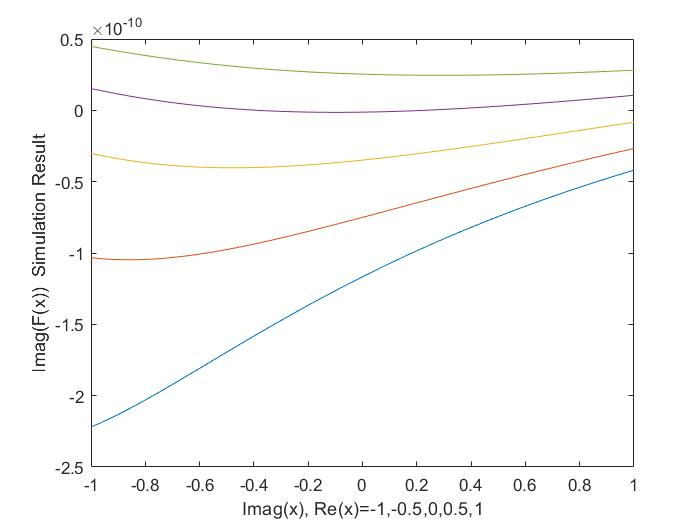 ×10-10
0.5
0
-0.5
-1
-1.5
-2
-2.5
Imag(F(x)) Simulation Result
-1 -0.8 -0.6 -0.4 -0.2 0 0.2 0.4 0.6 0.8 1
Imag(x), Re(x)=-1,-0.5,0,0.5,1